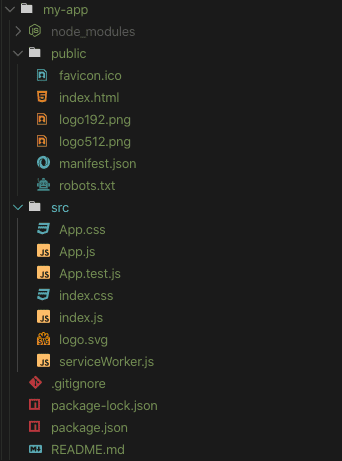 my-app
node_modules
public
favicon.ico
index.html
logo192.png
logo512.png
manifest.json
robots.txt
src
App.css
App.js
App.test.js
index.css
index.js
logo.svg
serviceWorker.js
.gitignore
package-lock.json
package.json
README.md